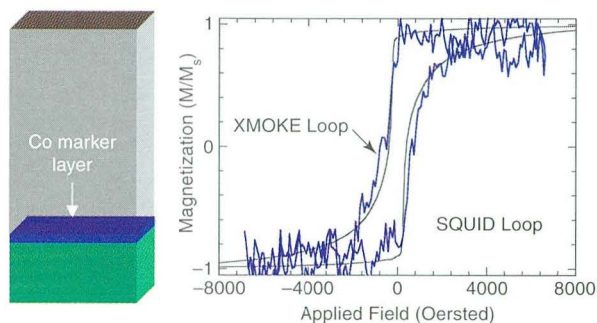 Co marker
layer
Magnetization (M/Mₛ)
1
0
−1
XMOKE Loop
SQUID Loop
−8000 −4000 0 4000 8000
Applied Field (Oersted)